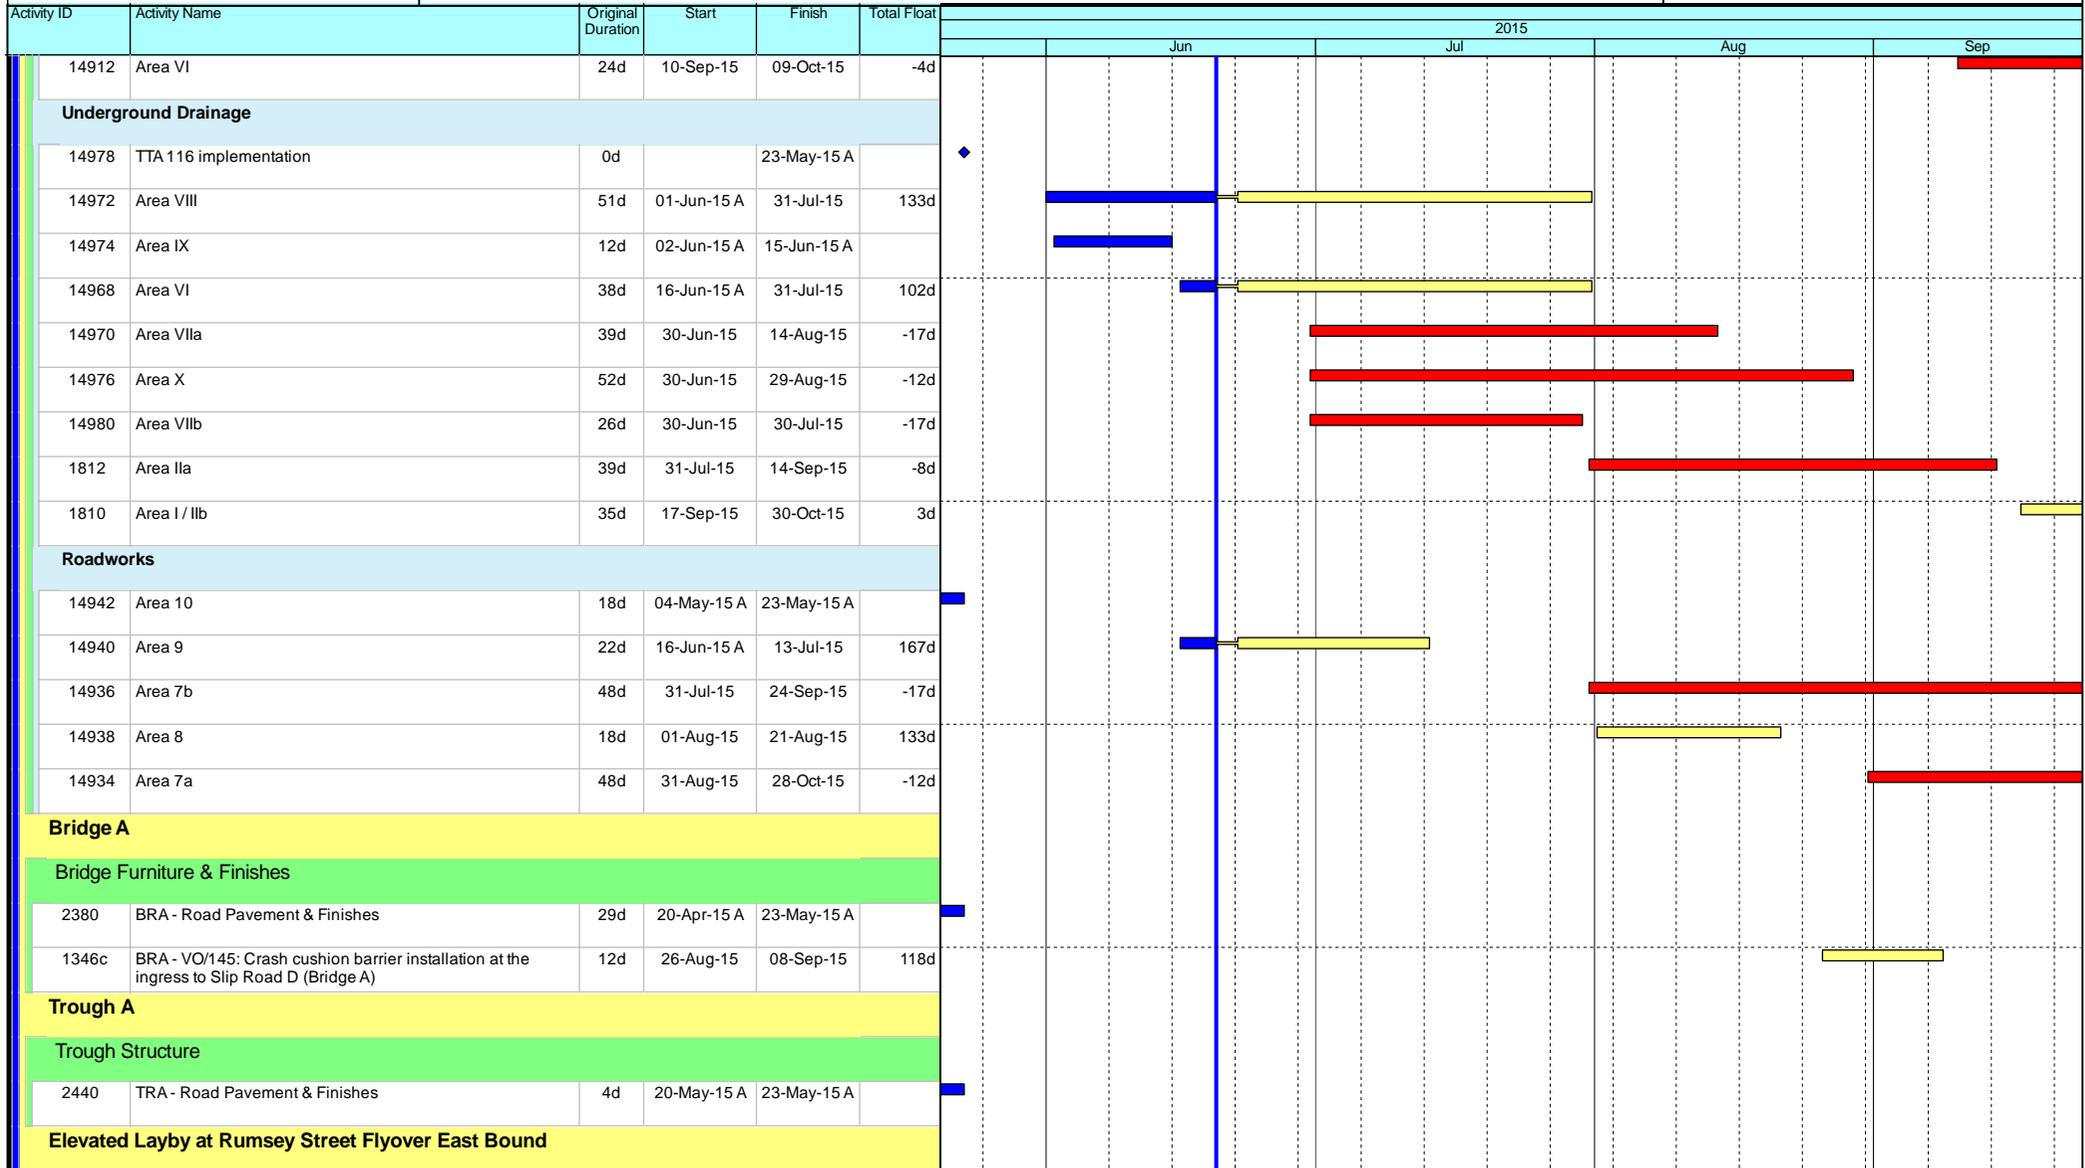 Activity ID Activity Name Original Start Finish Total Float
Duration
2015
Jun Jul Aug Sep
14912 Area VI 24d 10-Sep-15 09-Oct-15 -4d
Underground Drainage
14978 TTA 116 implementation 0d 23-May-15 A
14972 Area VIII 51d 01-Jun-15 A 31-Jul-15 133d
14974 Area IX 12d 02-Jun-15 A 15-Jun-15 A
14968 Area VI 38d 16-Jun-15 A 31-Jul-15 102d
14970 Area VIIa 39d 30-Jun-15 14-Aug-15 -17d
14976 Area X 52d 30-Jun-15 29-Aug-15 -12d
14980 Area VIIb 26d 30-Jun-15 30-Jul-15 -17d
1812 Area IIa 39d 31-Jul-15 14-Sep-15 -8d
1810 Area I / IIb 35d 17-Sep-15 30-Oct-15 3d
Roadworks
14942 Area 10 18d 04-May-15 A 23-May-15 A
14940 Area 9 22d 16-Jun-15 A 13-Jul-15 167d
14936 Area 7b 48d 31-Jul-15 24-Sep-15 -17d
14938 Area 8 18d 01-Aug-15 21-Aug-15 133d
14934 Area 7a 48d 31-Aug-15 28-Oct-15 -12d
Bridge A
Bridge Furniture & Finishes
2380 BRA - Road Pavement & Finishes 29d 20-Apr-15 A 23-May-15 A
1346c BRA - VO/145: Crash cushion barrier installation at the 12d 26-Aug-15 08-Sep-15 118d
ingress to Slip Road D (Bridge A)
Trough A
Trough Structure
2440 TRA - Road Pavement & Finishes 4d 20-May-15 A 23-May-15 A
Elevated Layby at Rumsey Street Flyover East Bound